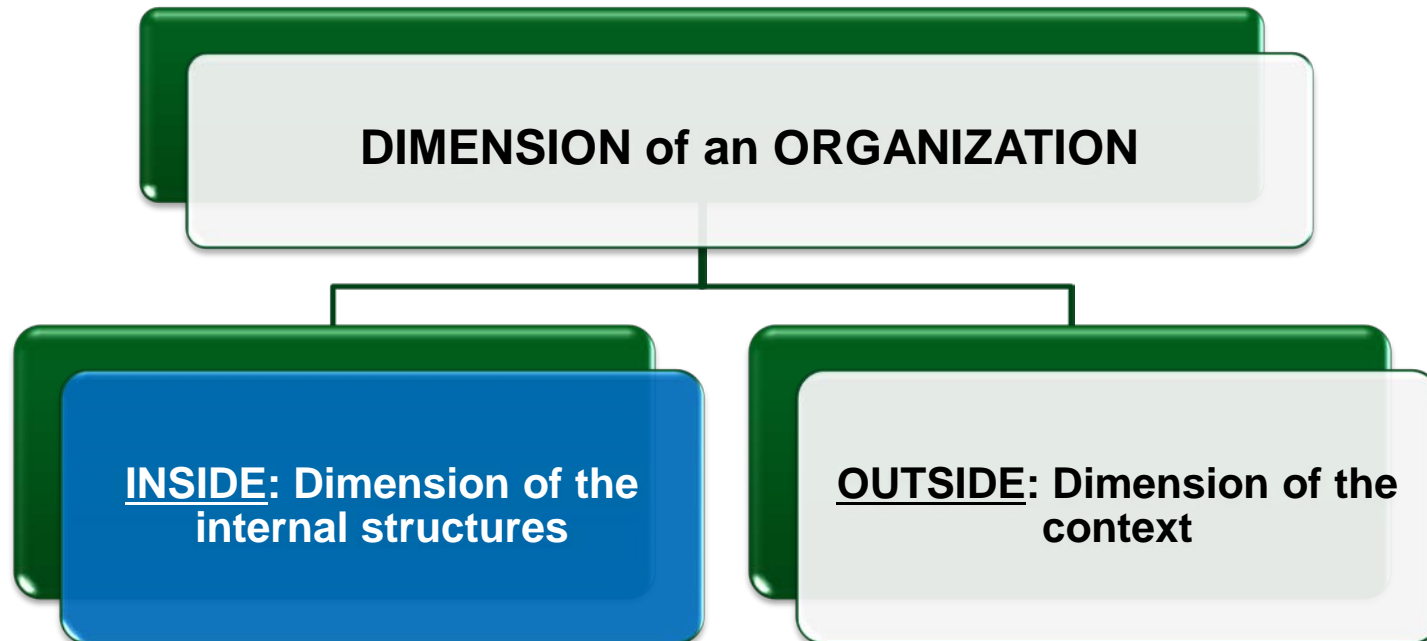 DIMENSION of an ORGANIZATION
INSIDE: Dimension of the
internal structures
OUTSIDE: Dimension of the
context